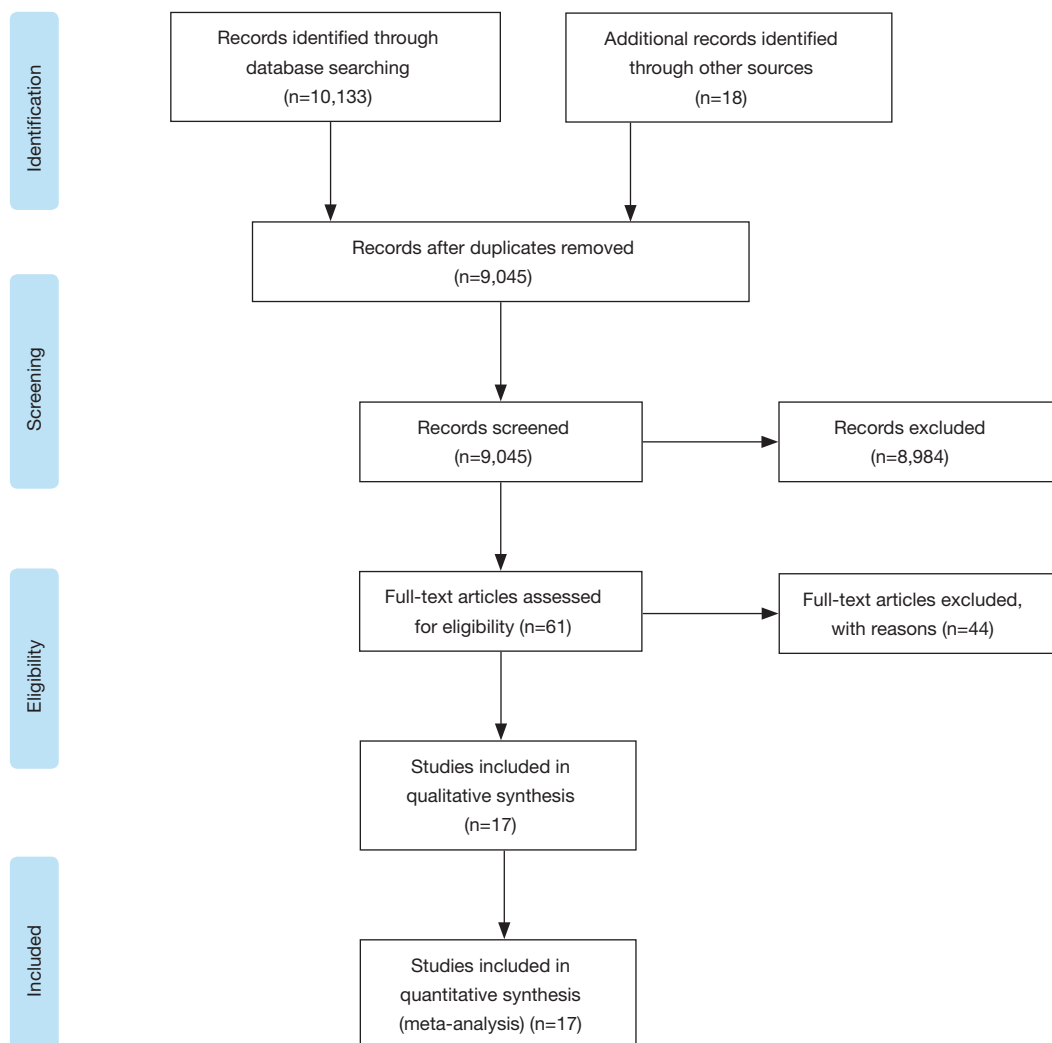 Identification
Records identified through
database searching
(n=10,133)
Additional records identified
through other sources
(n=18)
Records after duplicates removed
(n=9,045)
Screening
Records screened
(n=9,045)
Records excluded
(n=8,984)
Eligibility
Full-text articles assessed
for eligibility (n=61)
Full-text articles excluded,
with reasons (n=44)
Studies included in
qualitative synthesis
(n=17)
Included
Studies included in
quantitative synthesis
(meta-analysis) (n=17)